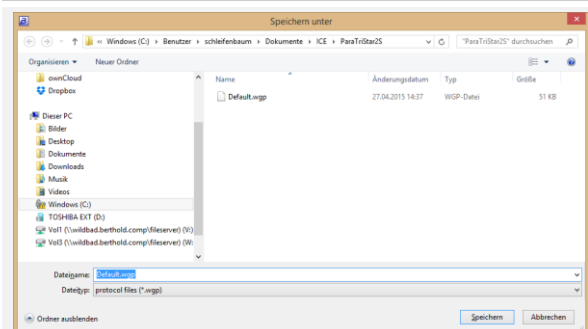 Speichern unter
« Windows (C:) › Benutzer › schleifenbaum › Dokumente › ICE › ParaTriStar2S
"ParaTriStar2S" durchsuchen
Organisieren Neuer Ordner
ownCloud
Dropbox
Dieser PC
Bilder
Desktop
Dokumente
Downloads
Musik
Videos
Windows (C:)
TOSHIBA EXT (D:)
Vol1 (\\wildbad.berthold.comp\fileserver) (V:)
Vol3 (\\wildbad.berthold.comp\fileserver) (W:
Name Änderungsdatum Typ Größe
Default.wgp 27.04.2015 14:37 WGP-Datei 51 KB
Dateiname: Default.wgp
Dateityp: protocol files (*.wgp)
Ordner ausblenden
Speichern Abbrechen